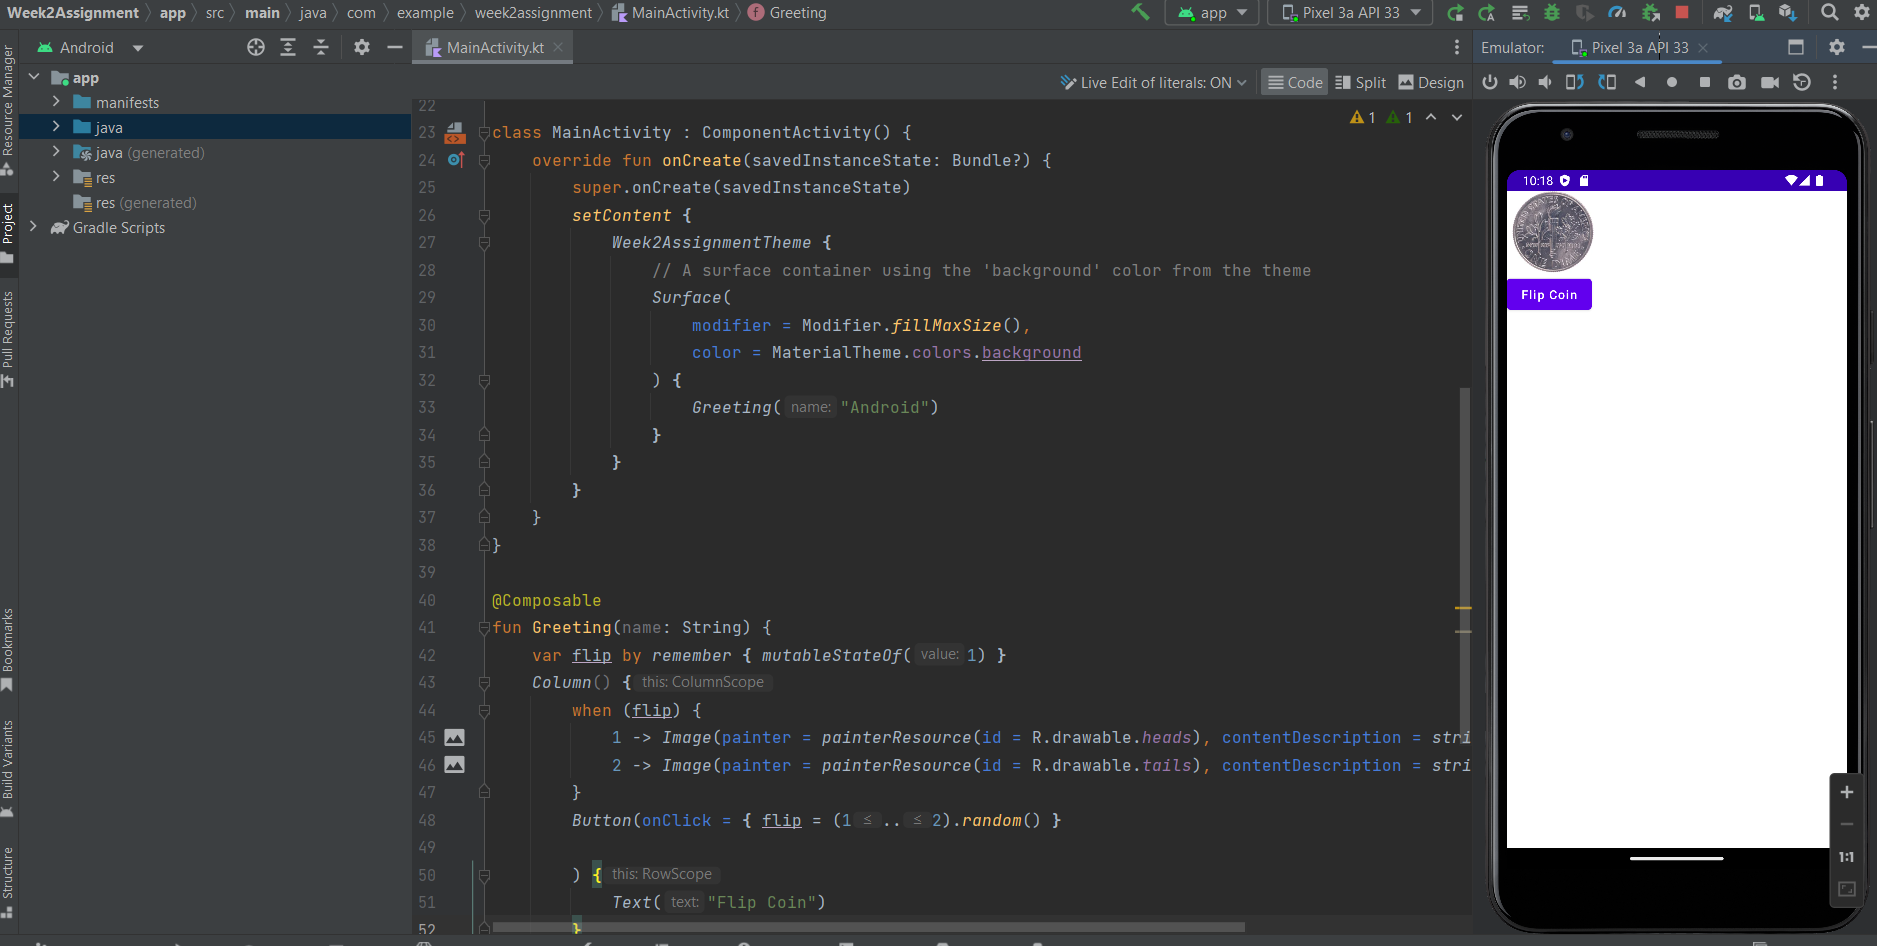 Week2Assignment app src main java com example week2assignment MainActivity.kt Greeting
app Pixel 3a API 33
Android
MainActivity.kt
Emulator: Pixel 3a API 33
Resource Manager
Project
Pull Requests
Bookmarks
Build Variants
Structure
app
manifests
java
java (generated)
res
res (generated)
Gradle Scripts
Live Edit of literals: ON Code Split Design
1 1
22
23 class MainActivity : ComponentActivity() {
24 override fun onCreate(savedInstanceState: Bundle?) {
25 super.onCreate(savedInstanceState)
26 setContent {
27 Week2AssignmentTheme {
28 // A surface container using the 'background' color from the theme
29 Surface(
30 modifier = Modifier.fillMaxSize(),
31 color = MaterialTheme.colors.background
32 ) {
33 Greeting( name: "Android")
34 }
35 }
36 }
37 }
38 }
39
40 @Composable
41 fun Greeting(name: String) {
42 var flip by remember { mutableStateOf( value: 1) }
43 Column() { this: ColumnScope
44 when (flip) {
45 1 -> Image(painter = painterResource(id = R.drawable.heads), contentDescription = stri
46 2 -> Image(painter = painterResource(id = R.drawable.tails), contentDescription = stri
47 }
48 Button(onClick = { flip = (1 ≤ .. ≤ 2).random() }
49
50 ) { this: RowScope
51 Text( text: "Flip Coin")
52 }
10:18
Flip Coin
1:1